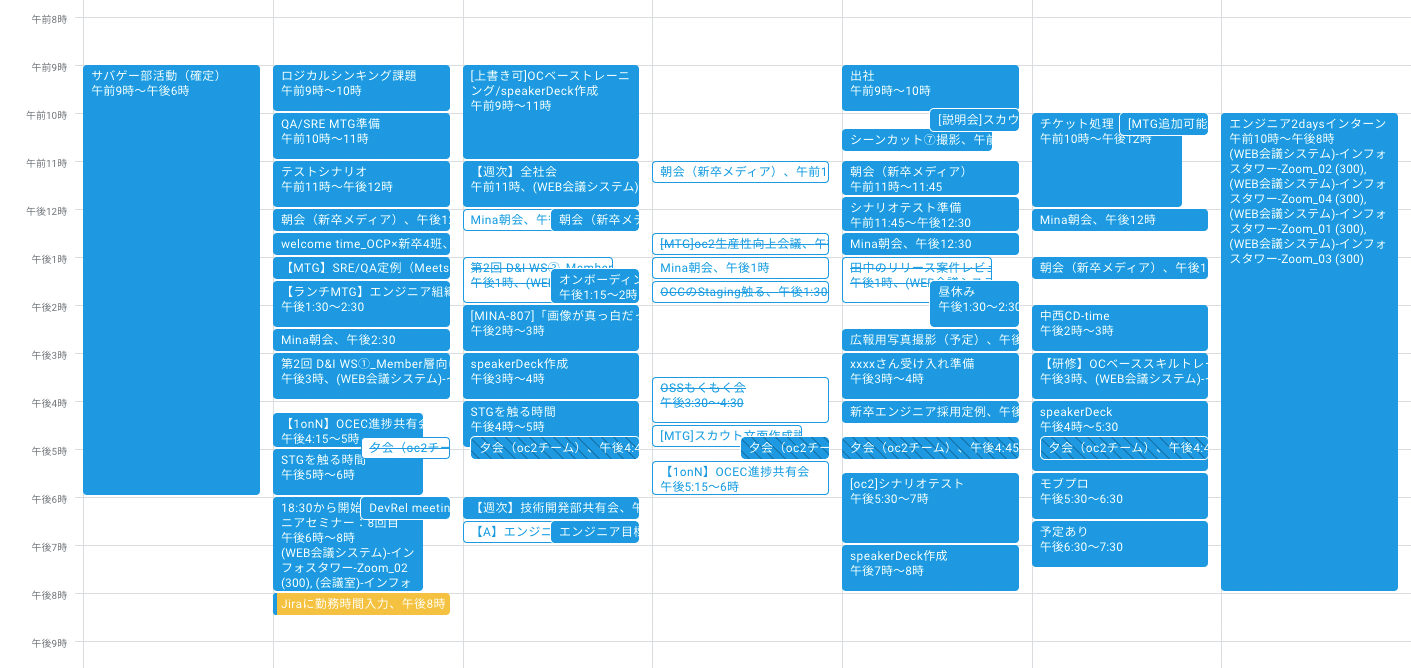 午前8時
午前9時
午前10時
午前11時
午後12時
午後1時
午後2時
午後3時
午後4時
午後5時
午後6時
午後7時
午後8時
午後9時
サバゲー部活動（確定）
午前9時～午後6時
ロジカルシンキング課題
午前9時～10時
QA/SRE MTG準備
午前10時～11時
テストシナリオ
午前11時～午後12時
朝会（新卒メディア）、午後1
welcome time_OCP×新卒4班、
【MTG】SRE/QA定例（Meets
【ランチMTG】エンジニア組織
午後1:30～2:30
Mina朝会、午後2:30
第2回 D&I WS①_Member層向
午後3時、(WEB会議システム)-
【1onN】OCEC進捗共有会
午後4:15～5時
夕会（oc2チー
STGを触る時間
午後5時～6時
18:30から開始
DevRel meetin
ニアセミナー：8回目
午後6時～8時
(WEB会議システム)-イン
フォスタワー-Zoom_02
(300), (会議室)-インフォ
Jiraに勤務時間入力、午後8時
[上書き可]OCベーストレーニ
ング/speakerDeck作成
午前9時～11時
【週次】全社会
午前11時、(WEB会議システム)
Mina朝会、午
朝会（新卒メデ
第2回 D&I WS②_Member
午後1時、(WE
オンボーディン
午後1:15～2時
[MINA-807]「画像が真っ白だっ
午後2時～3時
speakerDeck作成
午後3時～4時
STGを触る時間
午後4時～5時
夕会（oc2チーム）、午後4:4
【週次】技術開発部共有会、午
【A】エンジニ
エンジニア目標
朝会（新卒メディア）、午前1
[MTG]oc2生産性向上会議、午
Mina朝会、午後1時
OCCのStaging触る、午後1:30
OSSもくもく会
午後3:30～4:30
[MTG]スカウト文面作成
夕会（oc2チー
【1onN】OCEC進捗共有会
午後5:15～6時
出社
午前9時～10時
[説明会]スカウ
シーンカット⑦撮影、午前
朝会（新卒メディア）
午前11時～11:45
シナリオテスト準備
午前11:45～午後12:30
Mina朝会、午後12:30
田中のリリース案件レビュ
午後1時、(WE
昼休み
午後1:30～2:30
広報用写真撮影（予定）、午後
xxxxさん受け入れ準備
午後3時～4時
新卒エンジニア採用定例、午後
夕会（oc2チーム）、午後4:45
[oc2]シナリオテスト
午後5:30～7時
speakerDeck作成
午後7時～8時
チケット処理
[MTG追加可能
午前10時～午後12時
Mina朝会、午後12時
朝会（新卒メディア）、午後1
中西CD-time
午後2時～3時
【研修】OCベーススキルトレー
午後3時、(WEB会議システム)-
speakerDeck
午後4時～5:30
夕会（oc2チーム）、午後4:4
モブプロ
午後5:30～6:30
予定あり
午後6:30～7:30
エンジニア2daysインターン
午前10時～午後8時
(WEB会議システム)-インフォ
スタワー-Zoom_02 (300),
(WEB会議システム)-インフォ
スタワー-Zoom_04 (300),
(WEB会議システム)-インフォ
スタワー-Zoom_01 (300),
(WEB会議システム)-インフォ
スタワー-Zoom_03 (300)